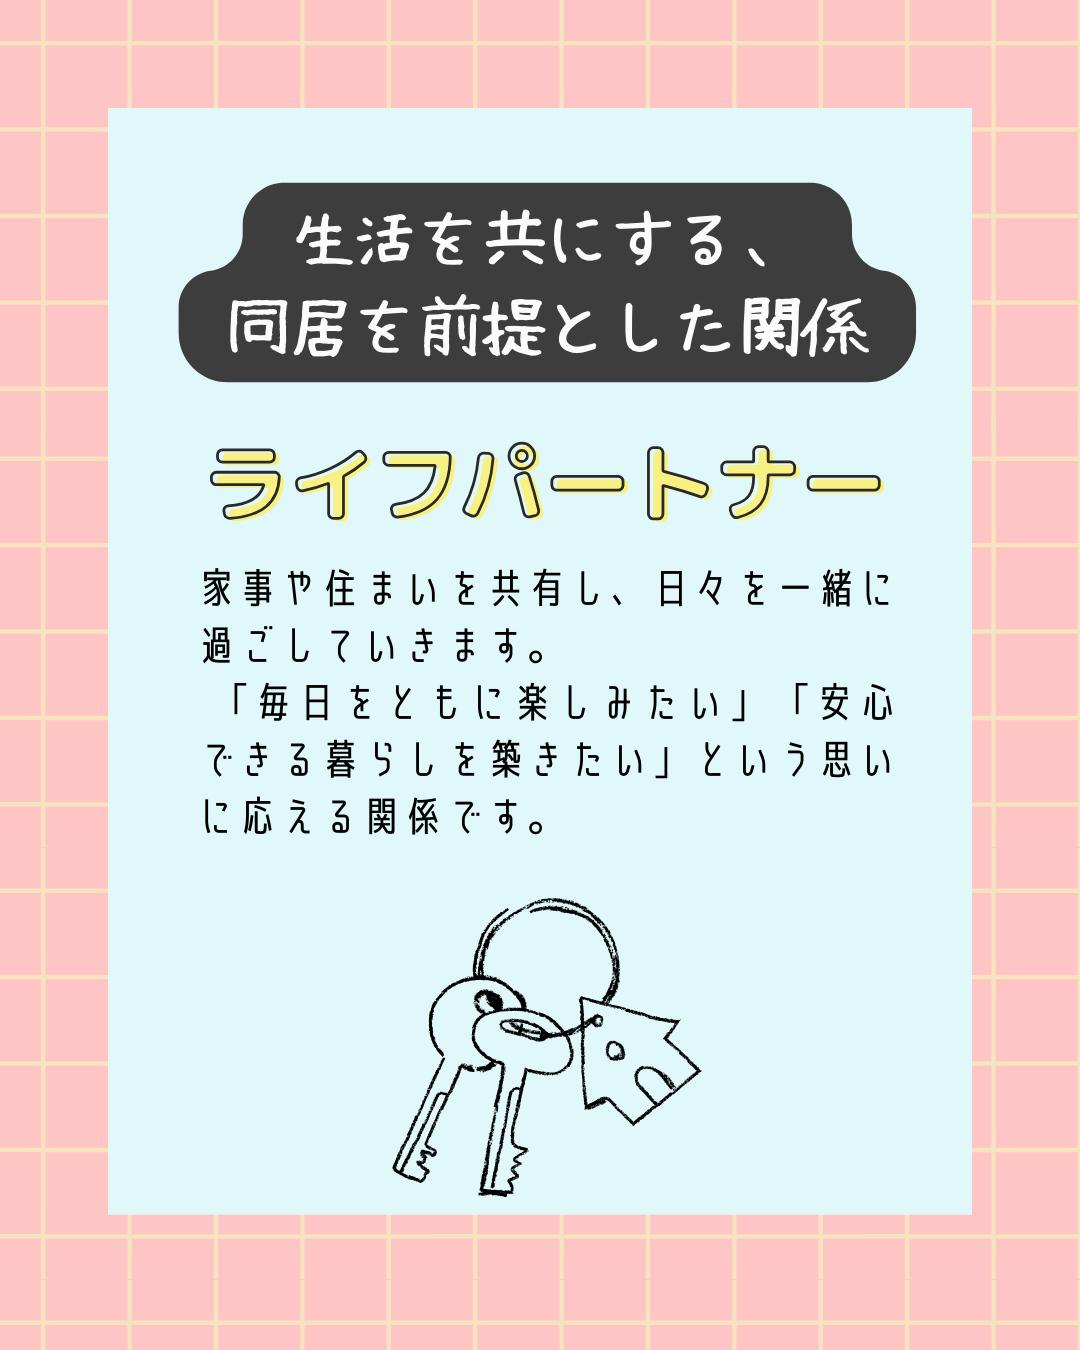 生活を共にする、
同居を前提とした関係
ライフパートナー
家事や住まいを共有し、日々を一緒に
過ごしていきます。
「毎日をともに楽しみたい」「安心
できる暮らしを築きたい」という思い
に応える関係です。